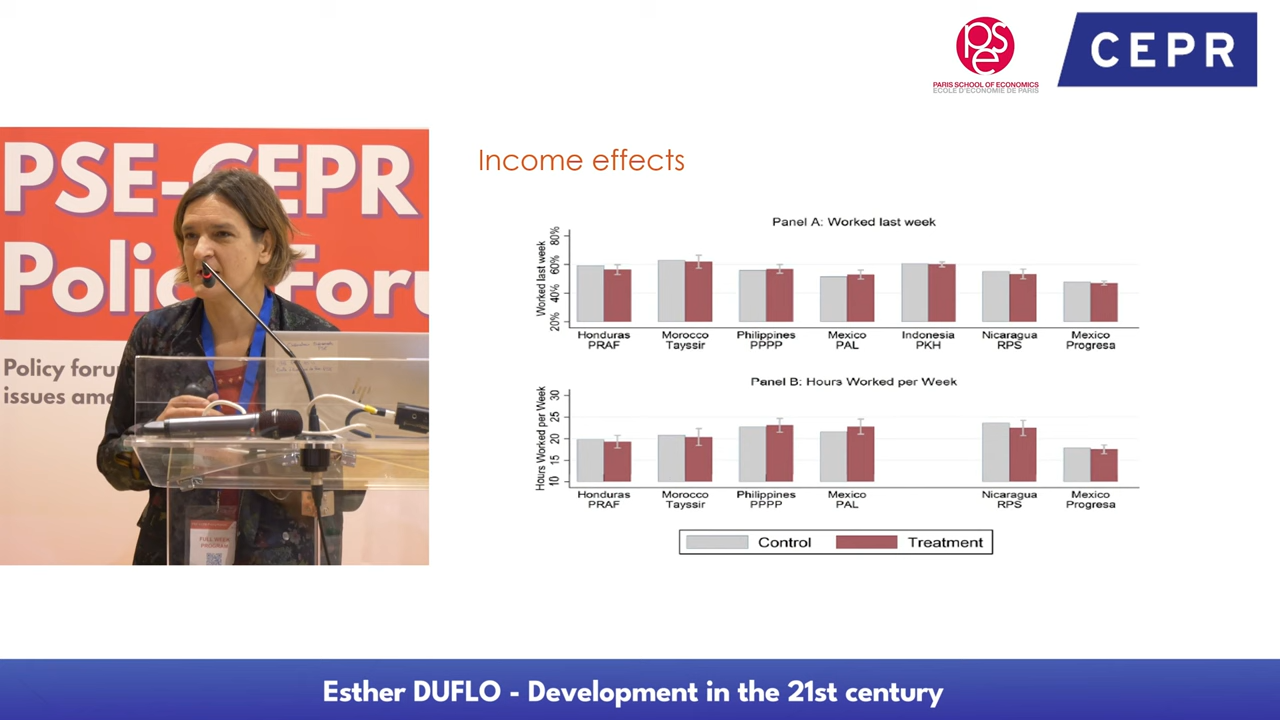 PSE
PARIS SCHOOL OF ECONOMICS
ECOLE D'ECONOMIE DE PARIS
CEPR
PSE-CEPR
Policy Foru
Policy foru
issues amo
FULL WEEK
PROGRAM
Income effects
Panel A: Worked last week
Worked last week
80%
60%
40%
20%
Honduras Morocco Philippines Mexico Indonesia Nicaragua Mexico
PRAF Tayssir PPPP PAL PKH RPS Progresa
Panel B: Hours Worked per Week
Hours Worked per Week
30
25
20
15
10
Honduras Morocco Philippines Mexico Nicaragua Mexico
PRAF Tayssir PPPP PAL RPS Progresa
Control Treatment
Esther DUFLO - Development in the 21st century